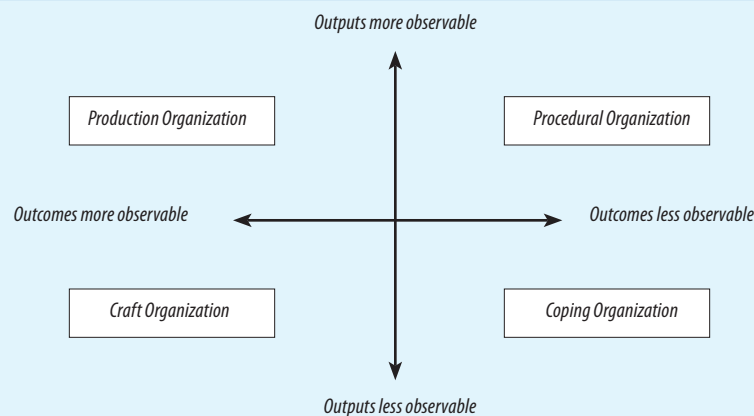 Outputs more observable
Production Organization
Procedural Organization
Outcomes more observable
Outcomes less observable
Craft Organization
Coping Organization
Outputs less observable